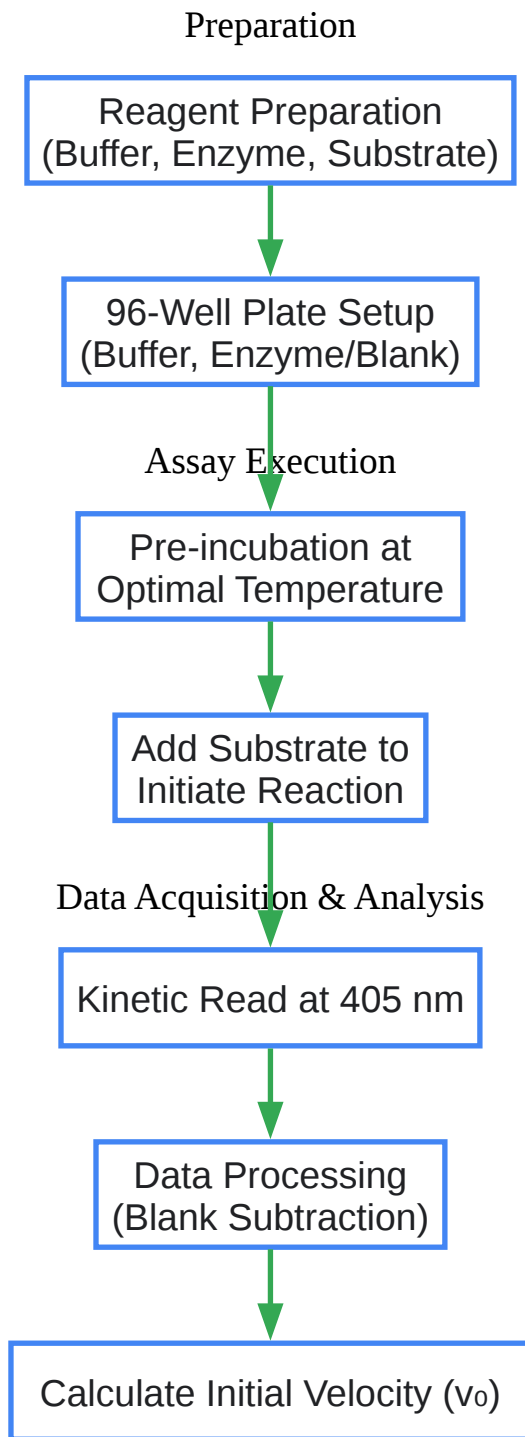 Preparation
Reagent Preparation
(Buffer, Enzyme, Substrate)
96-Well Plate Setup
(Buffer, Enzyme/Blank)
Assay Execution
Pre-incubation at
Optimal Temperature
Add Substrate to
Initiate Reaction
Data Acquisition & Analysis
Kinetic Read at 405 nm
Data Processing
(Blank Subtraction)
Calculate Initial Velocity (v₀)